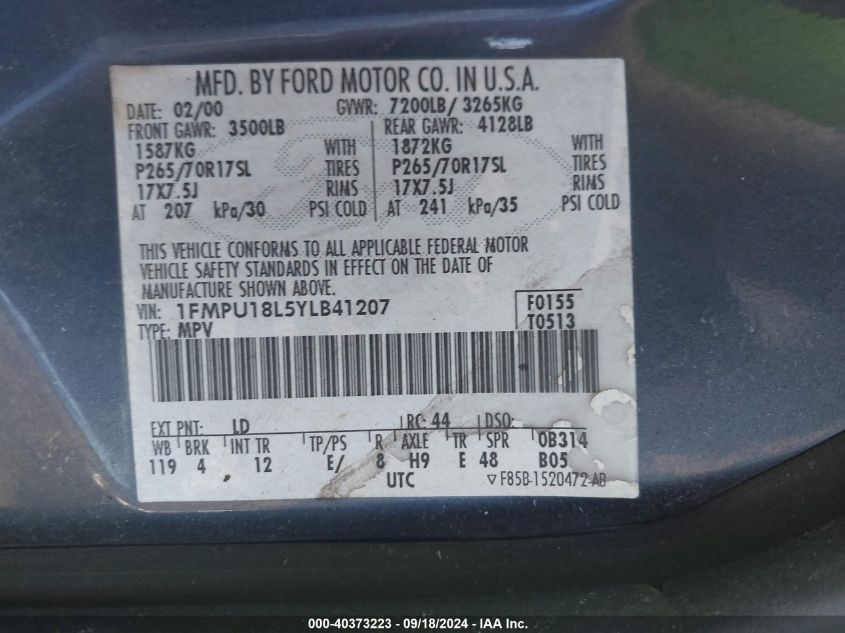 MFD. BY FORD MOTOR CO. IN U.S.A.
DATE: 02/00 GVWR: 7200LB/ 3265KG
FRONT GAWR: 3500LB REAR GAWR: 4128LB
1587KG WITH 1872KG WITH
P265/70R17SL TIRES P265/70R17SL TIRES
17X7.5J RIMS 17X7.5J RIMS
AT 207 kPa/30 PSI COLD AT 241 kPa/35 PSI COLD
THIS VEHICLE CONFORMS TO ALL APPLICABLE FEDERAL MOTOR
VEHICLE SAFETY STANDARDS IN EFFECT ON THE DATE OF
MANUFACTURE SHOWN ABOVE.
VIN: 1FMPU18L5YLB41207 F0155
TYPE: MPV T0513
EXT PNT: LD RC: 44 DSO:
WB BRK INT TR TP/PS R AXLE TR SPR 0B314
119 4 12 E/ 8 H9 E 48 B05
UTC ▽F85B-1520472-AB
000-40373223 - 09/18/2024 - IAA Inc.